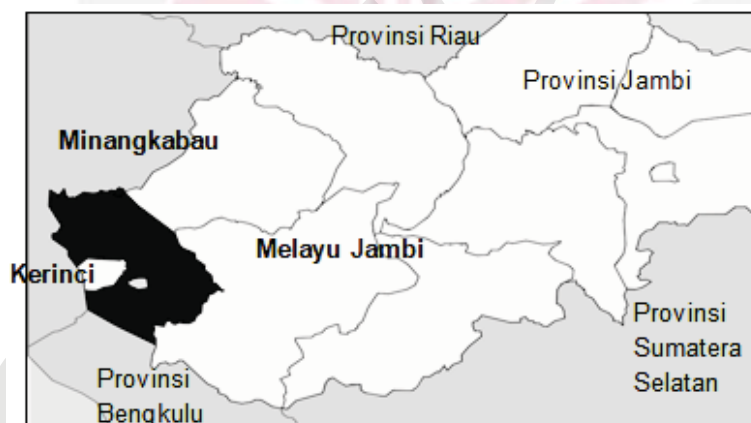 Provinsi Riau
Provinsi Jambi
Minangkabau
Melayu Jambi
Kerinci
Provinsi
Sumatera
Selatan
Provinsi
Bengkulu